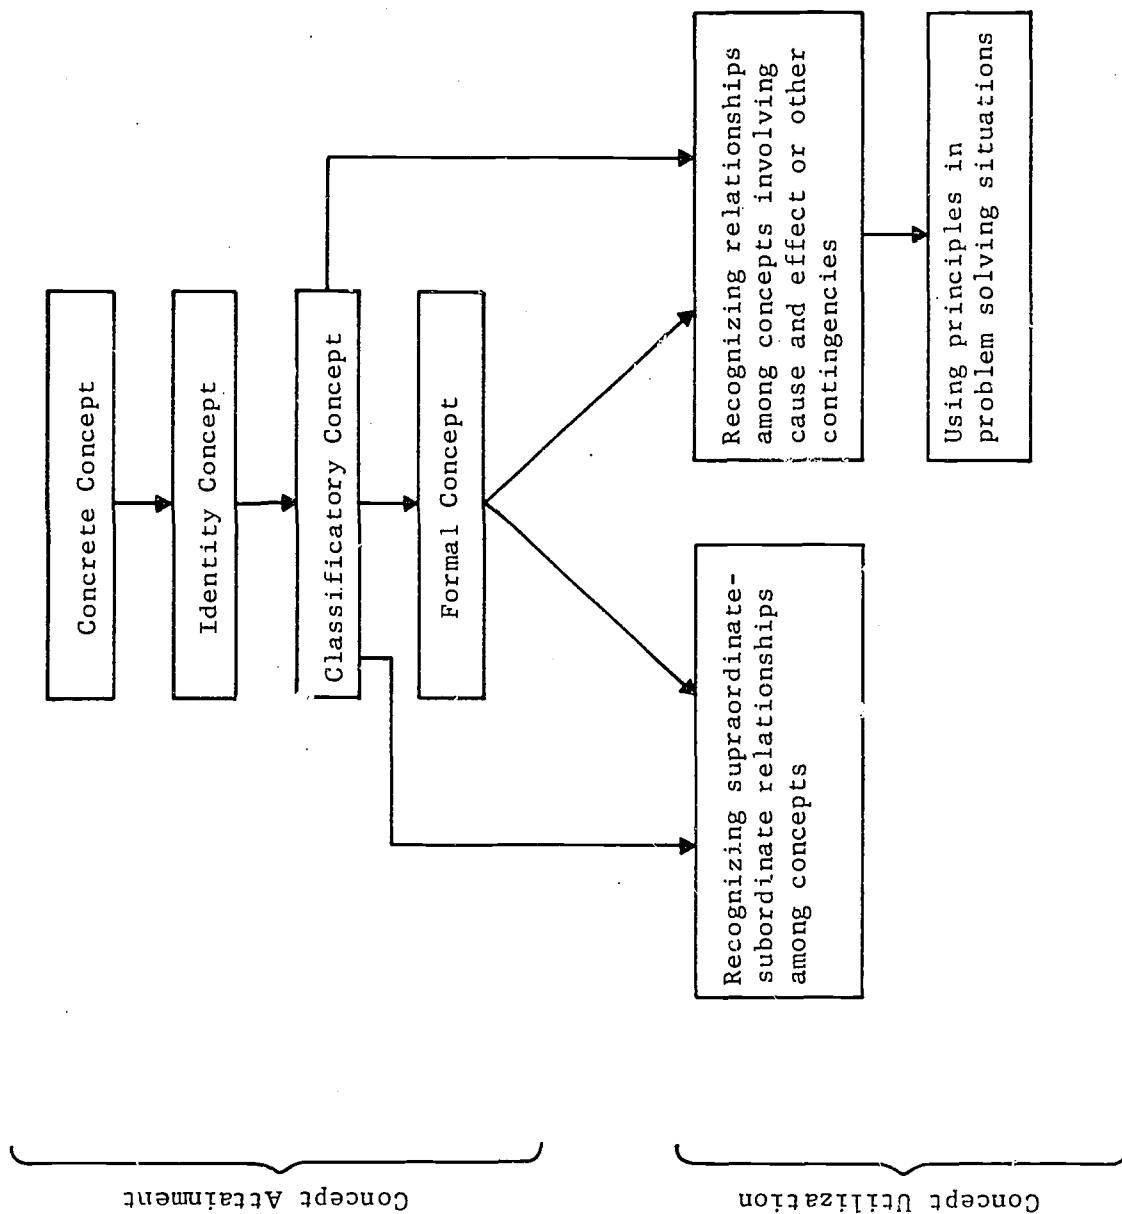 Concept Attainment
Concrete Concept
Identity Concept
Classificatory Concept
Formal Concept
Concept Utilization
Recognizing supraordinate-
subordinate relationships
among concepts
Recognizing relationships
among concepts involving
cause and effect or other
contingencies
Using principles in
problem solving situations